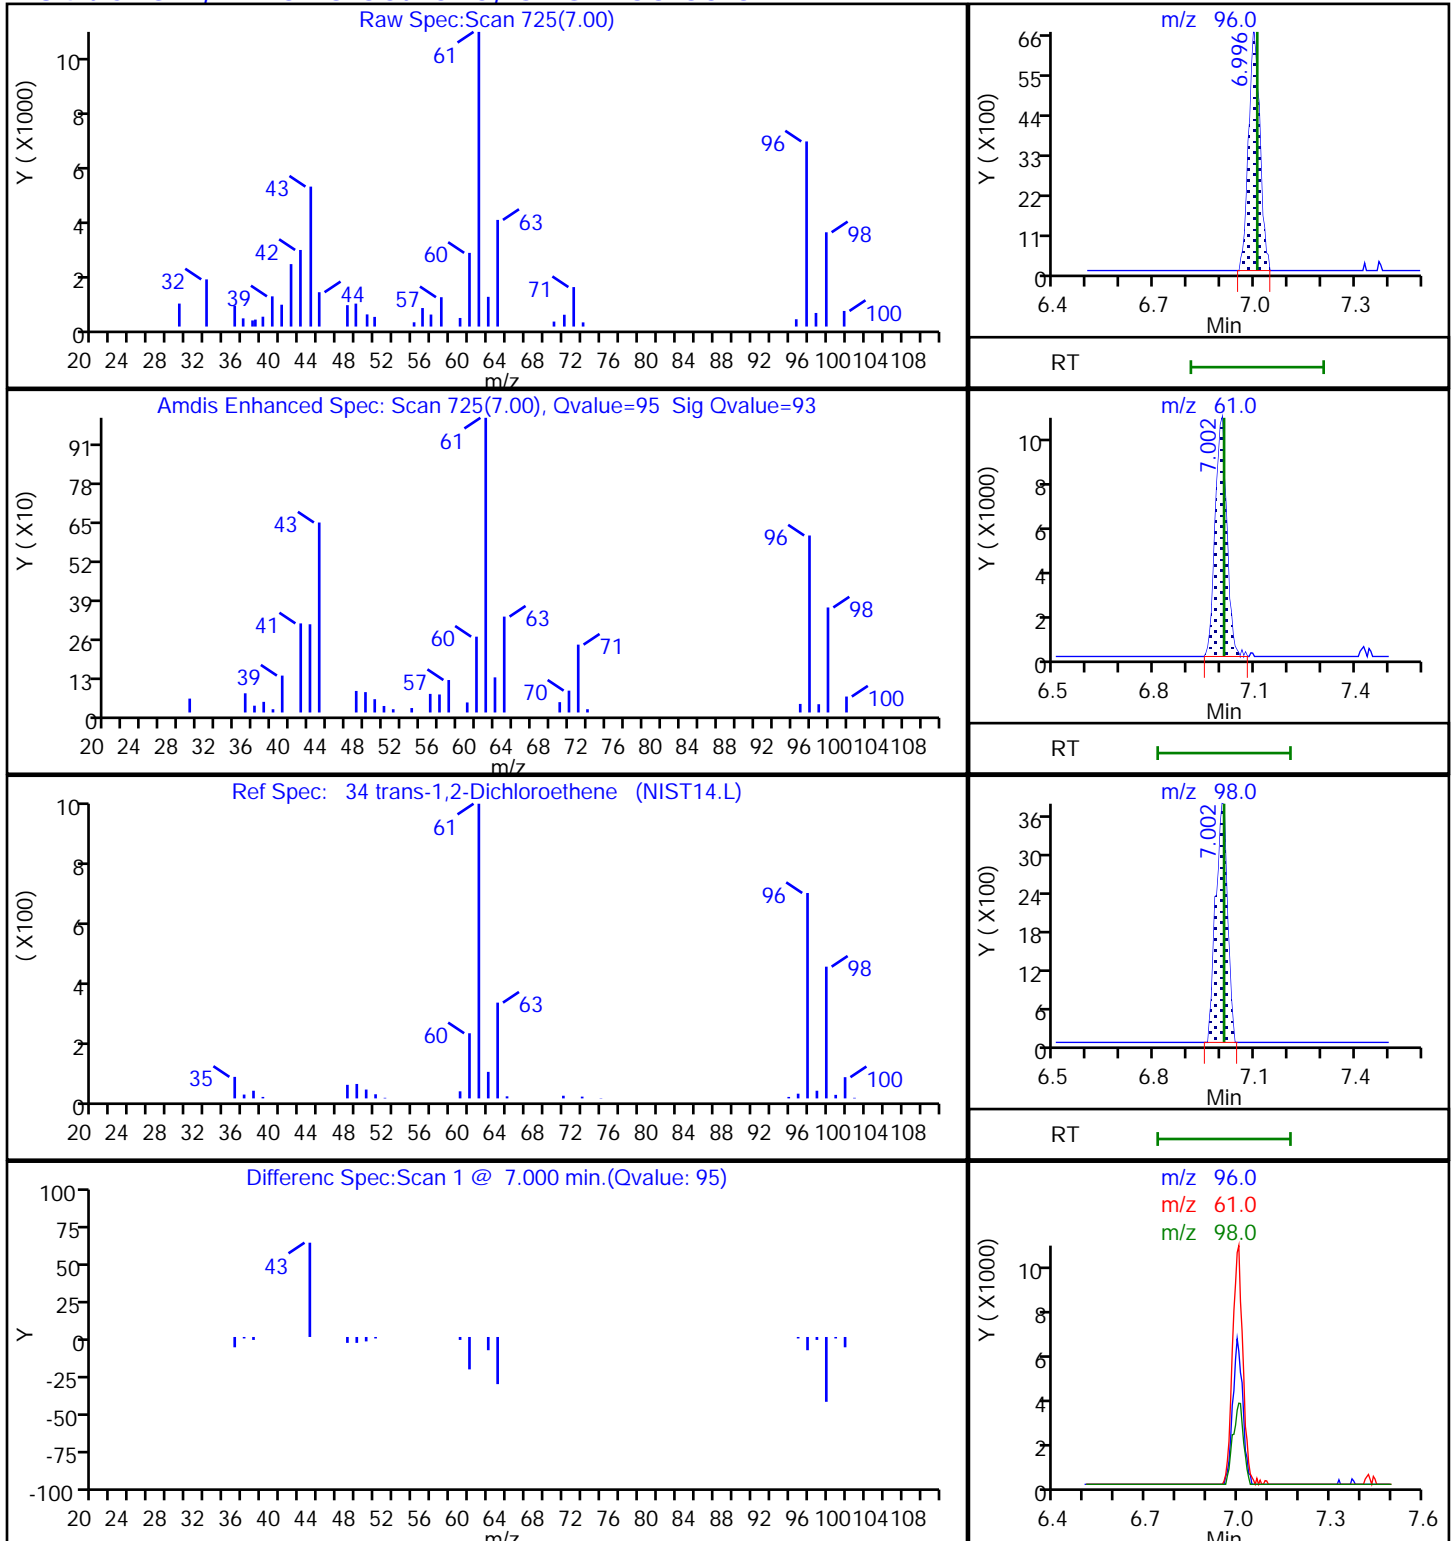 Raw Spec:Scan 725(7.00)
Y ( X1000)
10
8
6
4
2
0
61
96
43
63
98
60
42
32
39
44
57
71
100
20 24 28 32 36 40 44 48 52 56 60 64 68 72 76 80 84 88 92 96 100 104 108
m/z
m/z 96.0
Y ( X100)
66
55
44
33
22
11
0
6.996
6.4 6.7 7.0 7.3
Min
RT
Amdis Enhanced Spec: Scan 725(7.00), Qvalue=95 Sig Qvalue=93
Y ( X10)
91
78
65
52
39
26
13
0
61
43
96
98
41
63
60
71
39
57
70
100
20 24 28 32 36 40 44 48 52 56 60 64 68 72 76 80 84 88 92 96 100 104 108
m/z
m/z 61.0
Y ( X1000)
10
8
6
4
2
0
7.002
6.5 6.8 7.1 7.4
Min
RT
Ref Spec: 34 trans-1,2-Dichloroethene (NIST14.L)
( X100)
10
8
6
4
2
0
61
96
98
63
60
35
100
20 24 28 32 36 40 44 48 52 56 60 64 68 72 76 80 84 88 92 96 100 104 108
m/z 98.0
Y ( X100)
36
30
24
18
12
6
0
7.002
6.5 6.8 7.1 7.4
Min
RT
Differenc Spec:Scan 1 @ 7.000 min.(Qvalue: 95)
Y
100
75
50
25
0
-25
-50
-75
-100
43
20 24 28 32 36 40 44 48 52 56 60 64 68 72 76 80 84 88 92 96 100 104 108
m/z
m/z 96.0
m/z 61.0
m/z 98.0
Y ( X1000)
10
8
6
4
2
0
6.4 6.7 7.0 7.3 7.6
Min